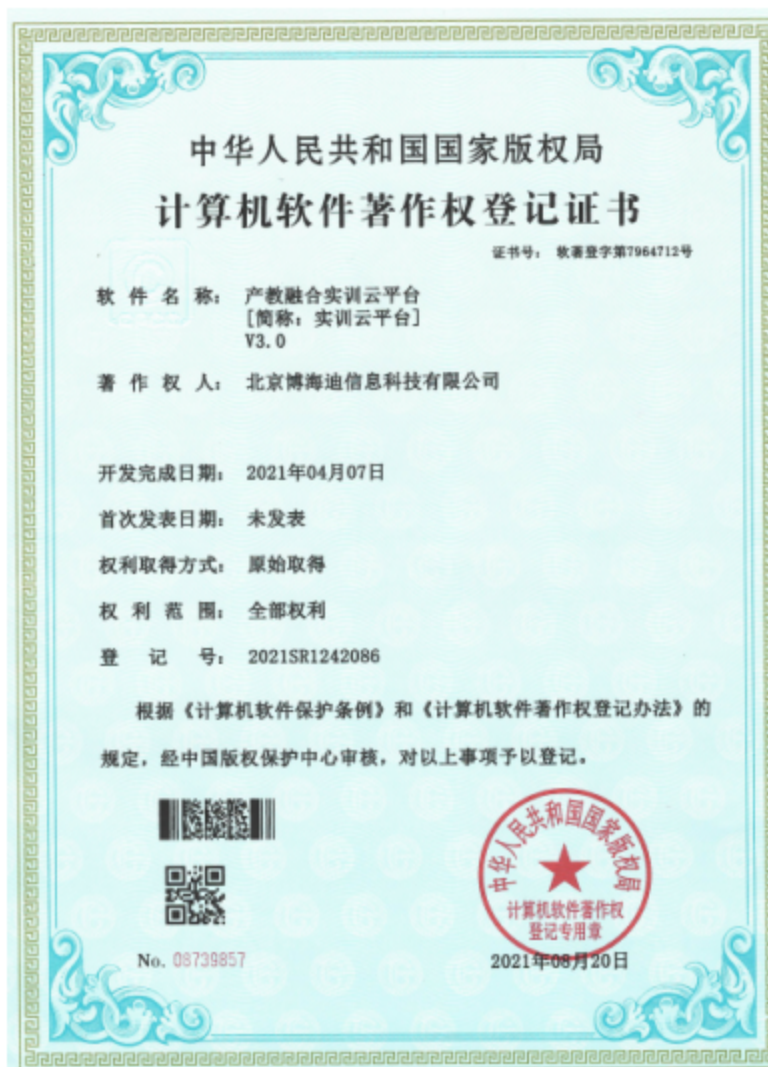 中华人民共和国国家版权局
计算机软件著作权登记证书
证书号： 软著登字第7964712号
软件名称： 产教融合实训云平台
[简称：实训云平台]
V3.0
著作权人： 北京博海迪信息科技有限公司
开发完成日期： 2021年04月07日
首次发表日期： 未发表
权利取得方式： 原始取得
权利范围： 全部权利
登记号： 2021SR1242086
根据《计算机软件保护条例》和《计算机软件著作权登记办法》的
规定，经中国版权保护中心审核，对以上事项予以登记。
中华人民共和国国家版权局
计算机软件著作权
登记专用章
No. 08739857
2021年08月20日